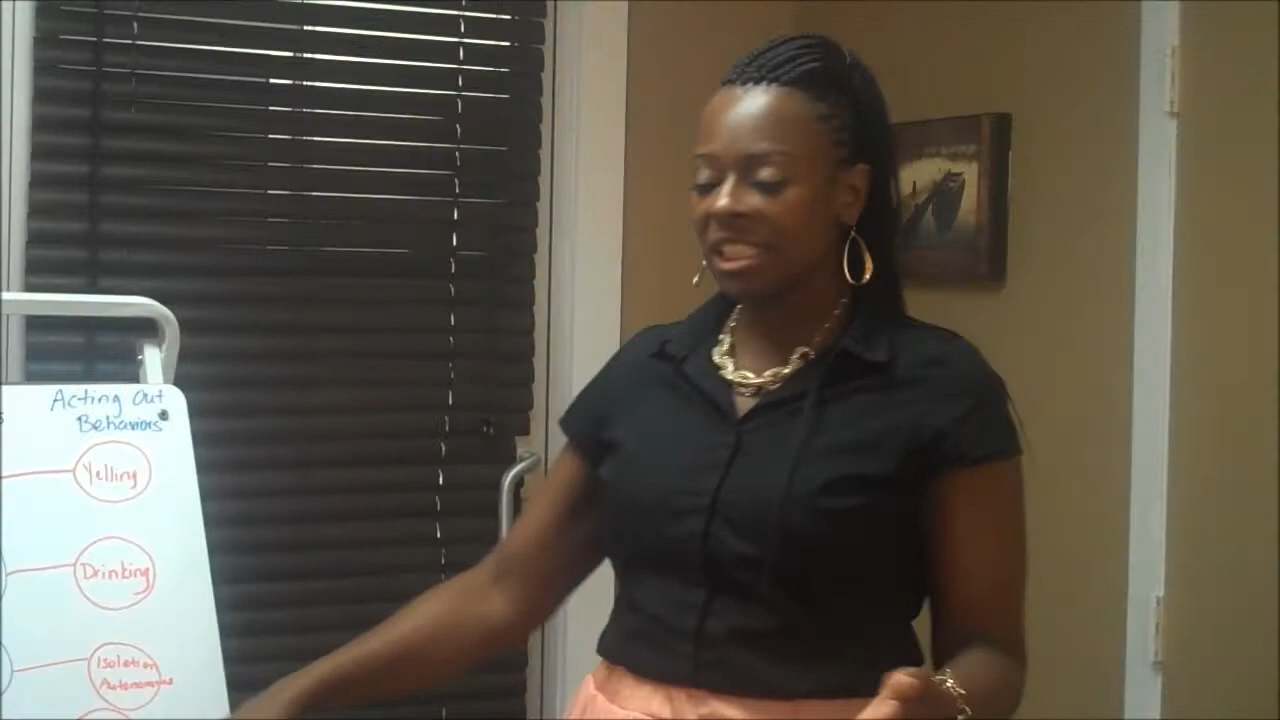 Acting Out
Behaviors
Yelling
Drinking
Isolation